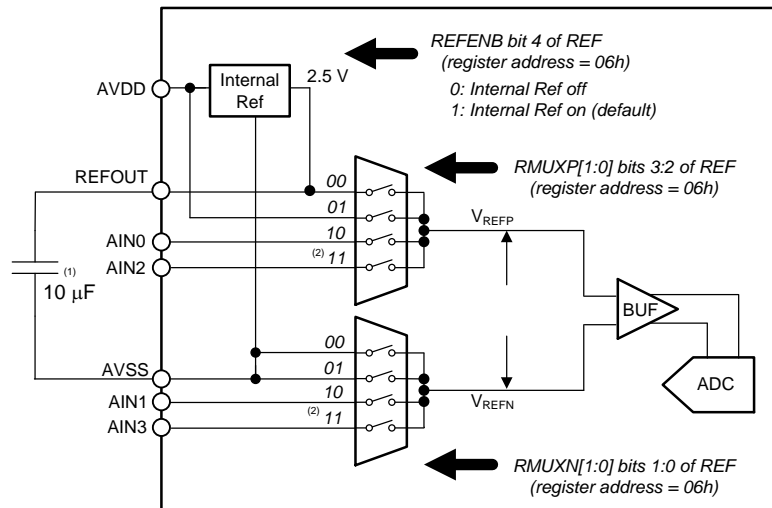 REFENB bit 4 of REF
(register address = 06h)
0: Internal Ref off
1: Internal Ref on (default)
AVDD
Internal
Ref
2.5 V
RMUXP[1:0] bits 3:2 of REF
(register address = 06h)
REFOUT
00
01
AIN0
10
AIN2
(2) 11
VREFP
(1)
10 µF
BUF
ADC
00
AVSS
01
AIN1
10
AIN3
(2) 11
VREFN
RMUXN[1:0] bits 1:0 of REF
(register address = 06h)